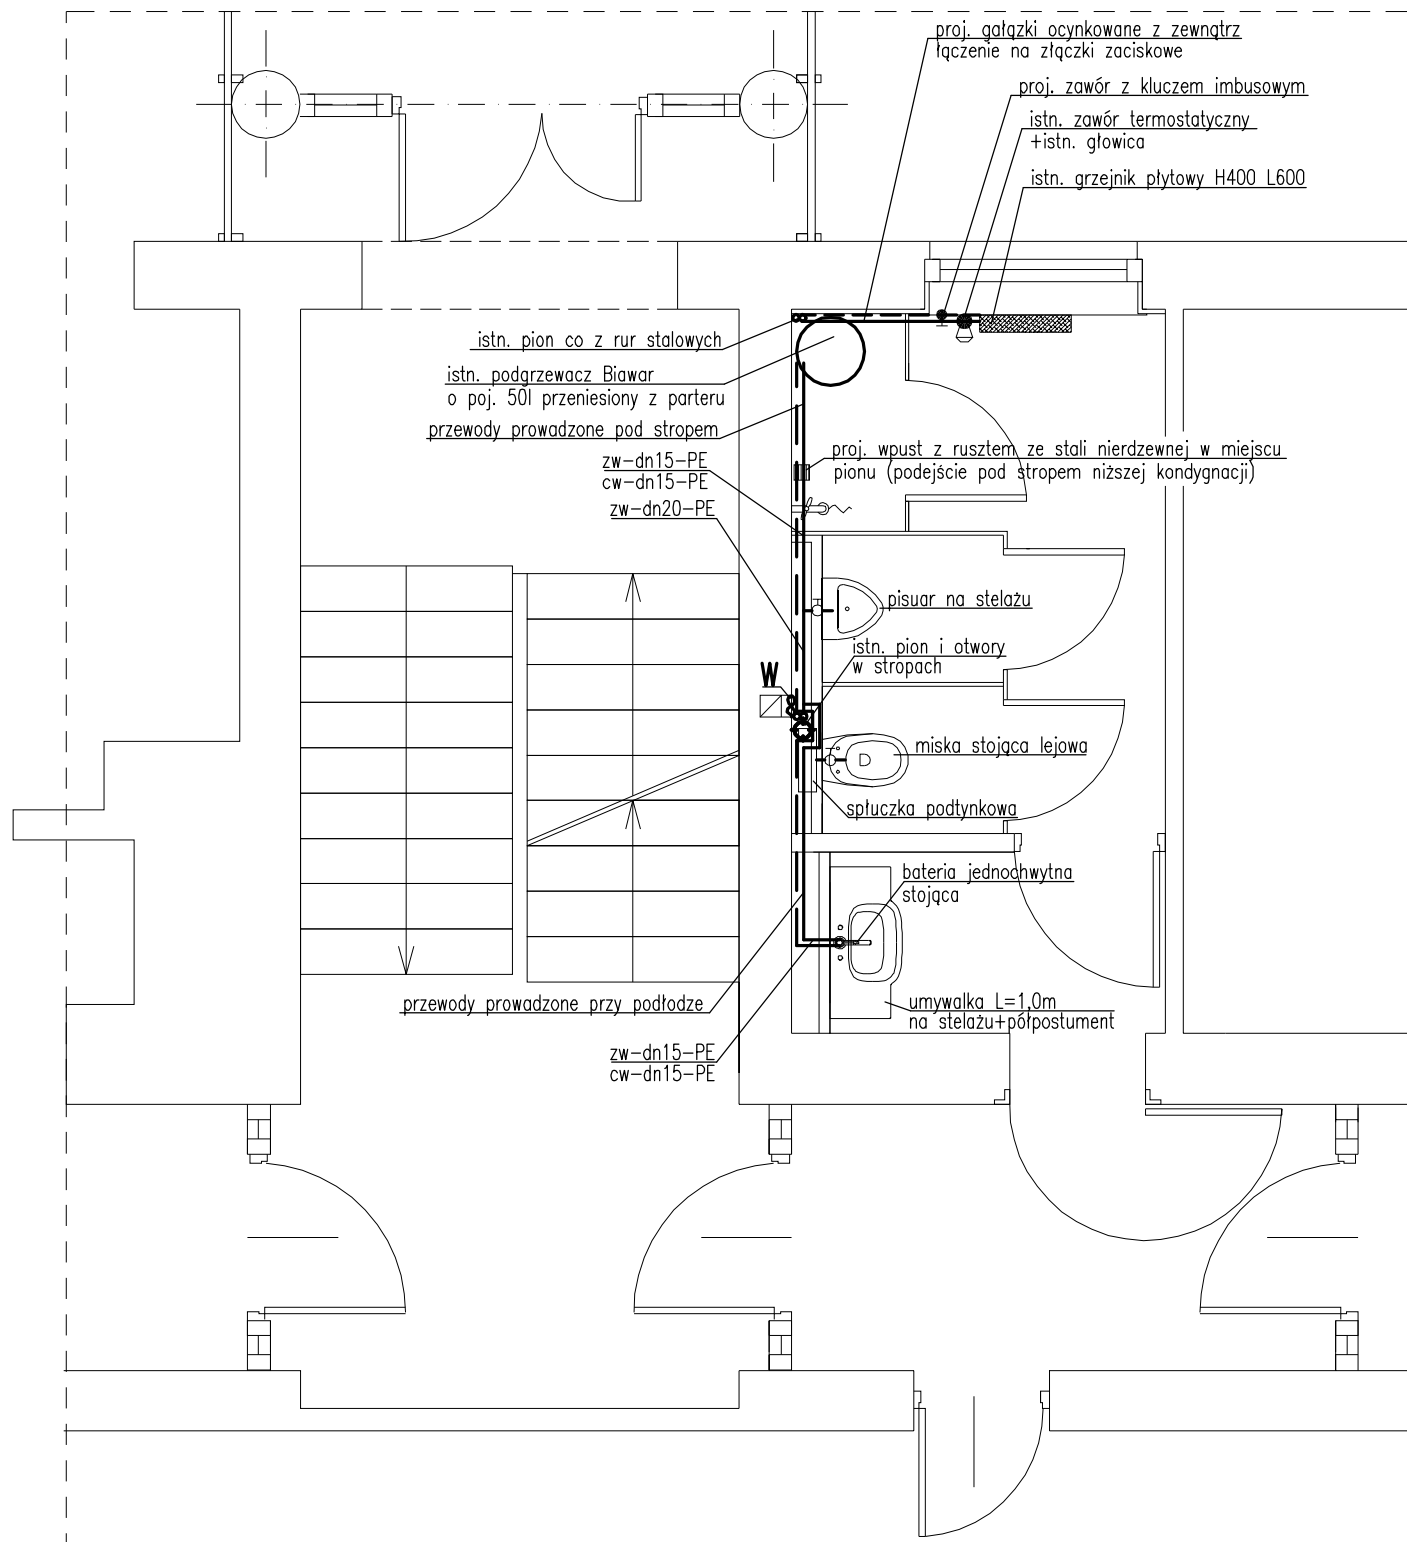 proj. gałązki ocynkowane z zewnątrz
łączenie na złączki zaciskowe
proj. zawór z kluczem imbusowym
istn. zawór termostatyczny
+istn. głowica
istn. grzejnik płytowy H400 L600
istn. pion co z rur stalowych
istn. podgrzewacz Biawar
o poj. 50l przeniesiony z parteru
przewody prowadzone pod stropem
proj. wpust z rusztem ze stali nierdzewnej w miejscu
pionu (podejście pod stropem niższej kondygnacji)
zw-dn15-PE
cw-dn15-PE
zw-dn20-PE
pisuar na stelażu
istn. pion i otwory
w stropach
W
miska stojąca lejowa
spłuczka podtynkowa
bateria jednochwytna
stojąca
przewody prowadzone przy podłodze
umywalka L=1,0m
na stelażu+półpostument
zw-dn15-PE
cw-dn15-PE